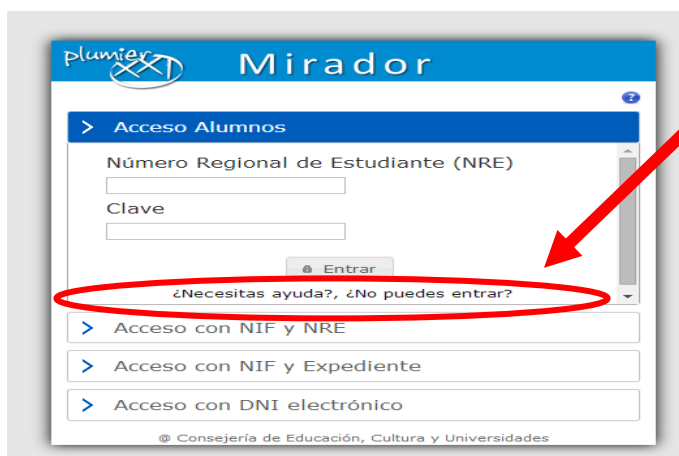 plumier XXI Mirador
?
> Acceso Alumnos
Número Regional de Estudiante (NRE)
Clave
Entrar
¿Necesitas ayuda?, ¿No puedes entrar?
> Acceso con NIF y NRE
> Acceso con NIF y Expediente
> Acceso con DNI electrónico
@ Consejería de Educación, Cultura y Universidades